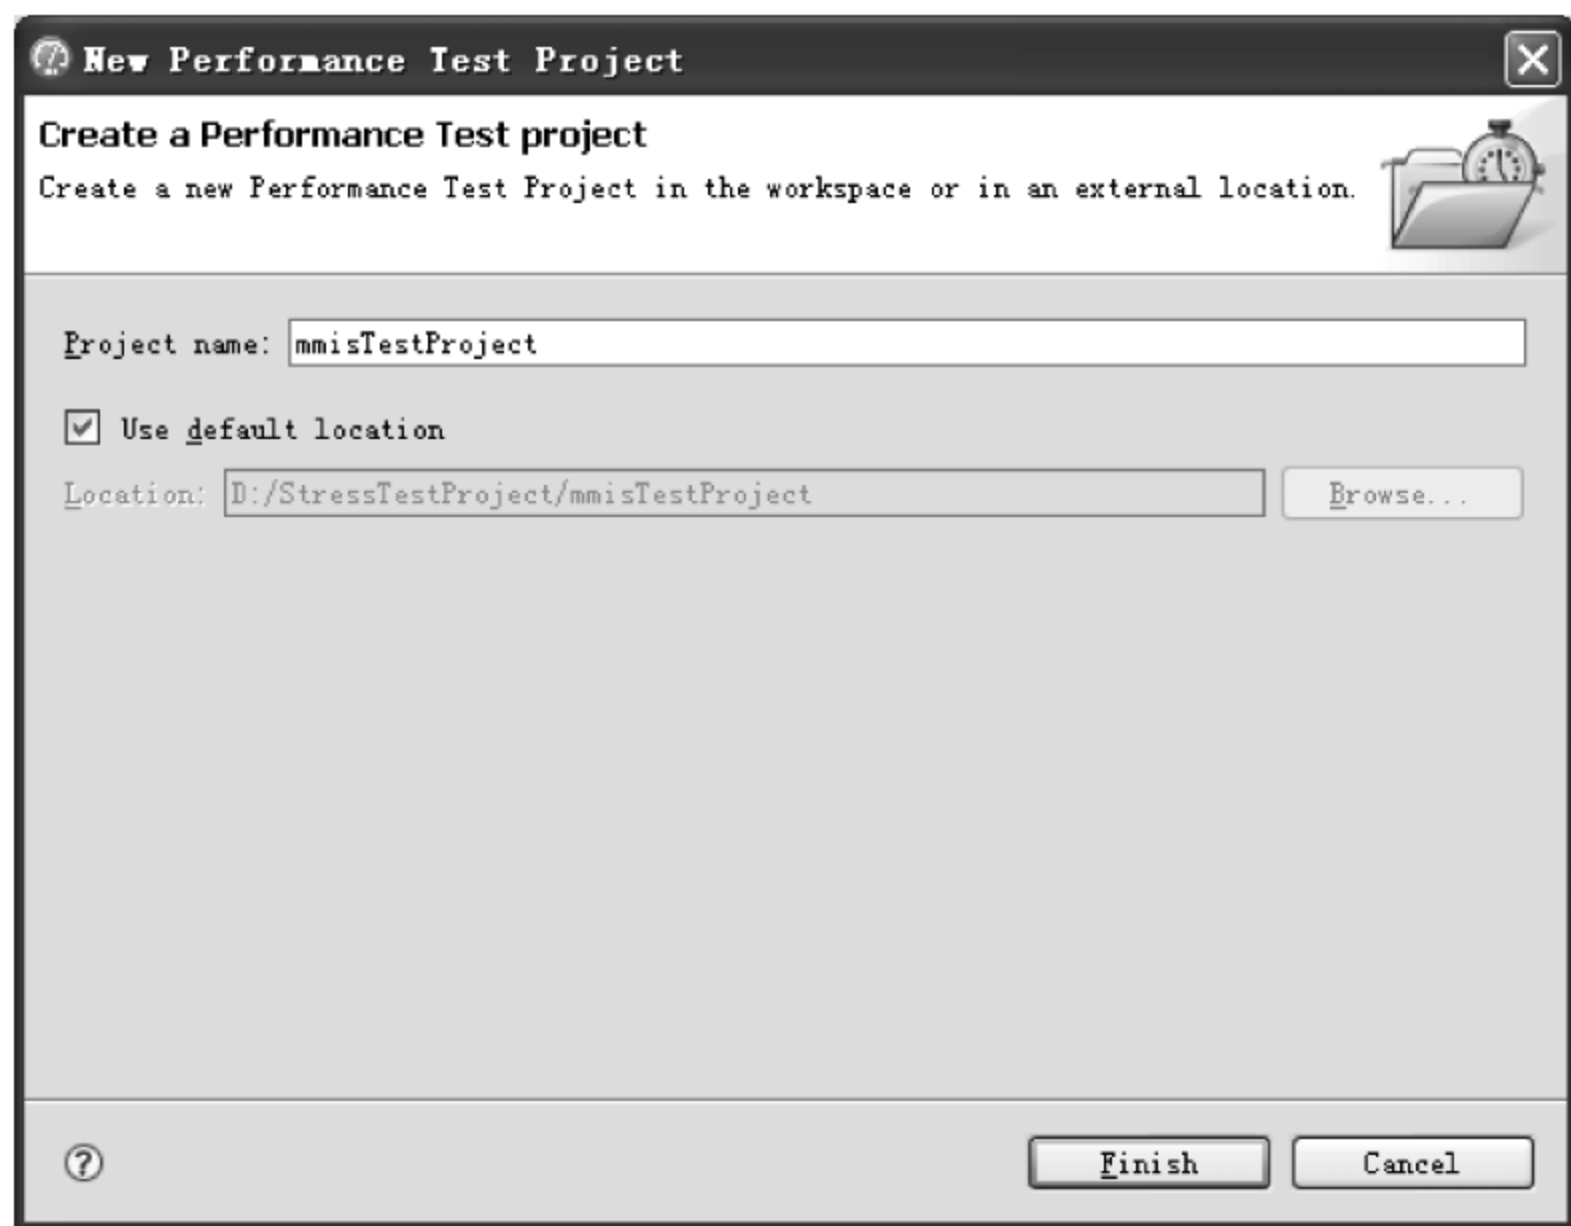 New Performance Test Project
Create a Performance Test project
Create a new Performance Test Project in the workspace or in an external location.
Project name: mmisTestProject
Use default location
Location: D:/StressTestProject/mmisTestProject Browse...
? Finish Cancel